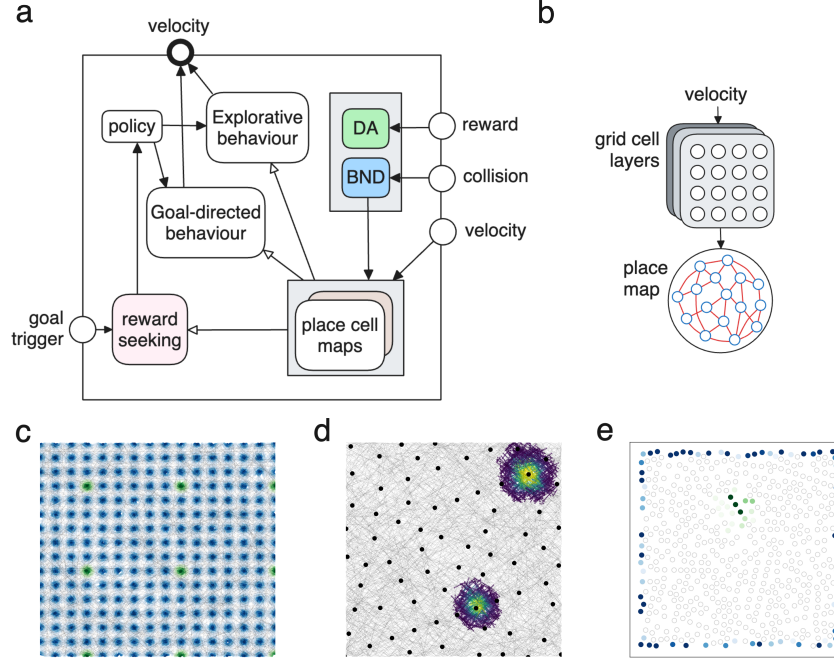 a
velocity
policy
Explorative
behaviour
Goal-directed
behaviour
DA
BND
reward
collision
velocity
goal
trigger
reward
seeking
place cell
maps
b
velocity
grid cell
layers
place
map
c
d
e